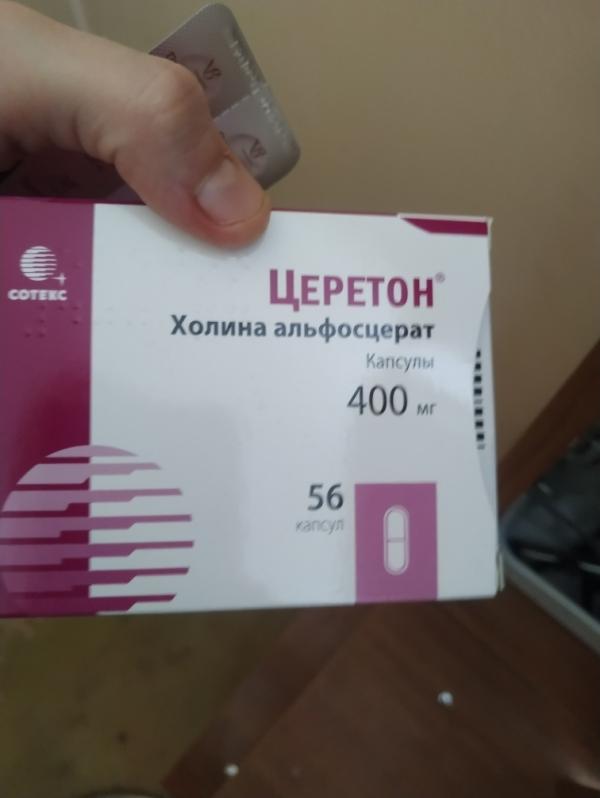 СОТЕКС
ЦЕРЕТОН®
Холина альфосцерат
Капсулы
400 мг
56
капсул